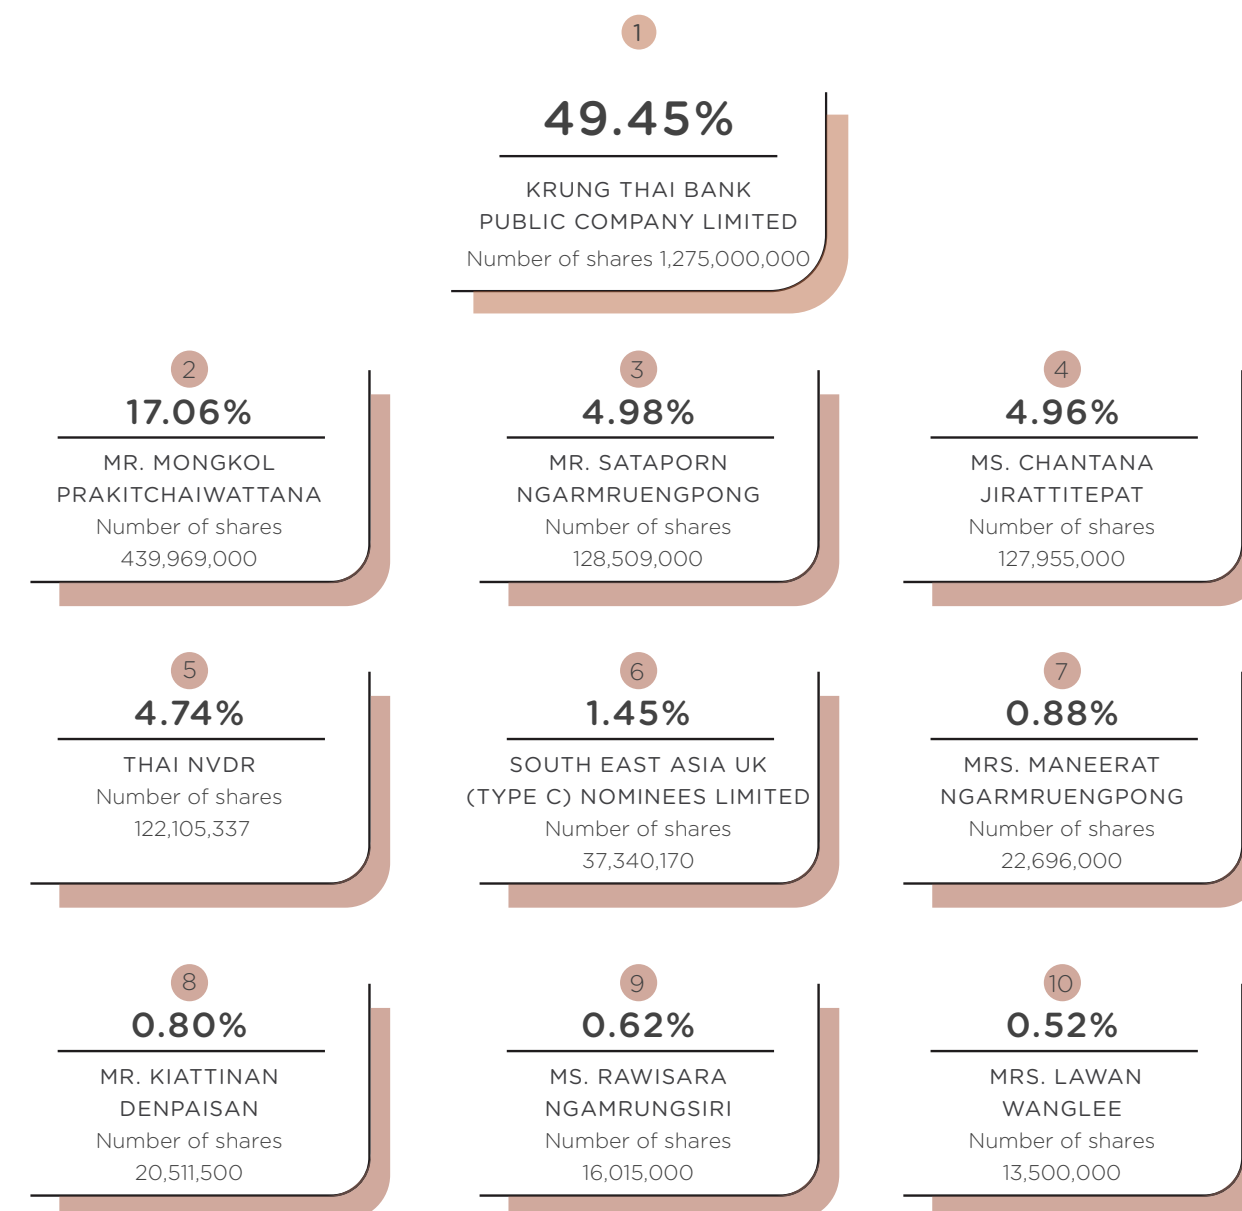 1
49.45%
KRUNG THAI BANK
PUBLIC COMPANY LIMITED
Number of shares 1,275,000,000
2
17.06%
MR. MONGKOL
PRAKITCHAIWATTANA
Number of shares
439,969,000
3
4.98%
MR. SATAPORN
NGARMRUENGPONG
Number of shares
128,509,000
4
4.96%
MS. CHANTANA
JIRATTITEPAT
Number of shares
127,955,000
5
4.74%
THAI NVDR
Number of shares
122,105,337
6
1.45%
SOUTH EAST ASIA UK
(TYPE C) NOMINEES LIMITED
Number of shares
37,340,170
7
0.88%
MRS. MANEERAT
NGARMRUENGPONG
Number of shares
22,696,000
8
0.80%
MR. KIATTINAN
DENPAISAN
Number of shares
20,511,500
9
0.62%
MS. RAWISARA
NGAMRUNGSIRI
Number of shares
16,015,000
10
0.52%
MRS. LAWAN
WANGLEE
Number of shares
13,500,000